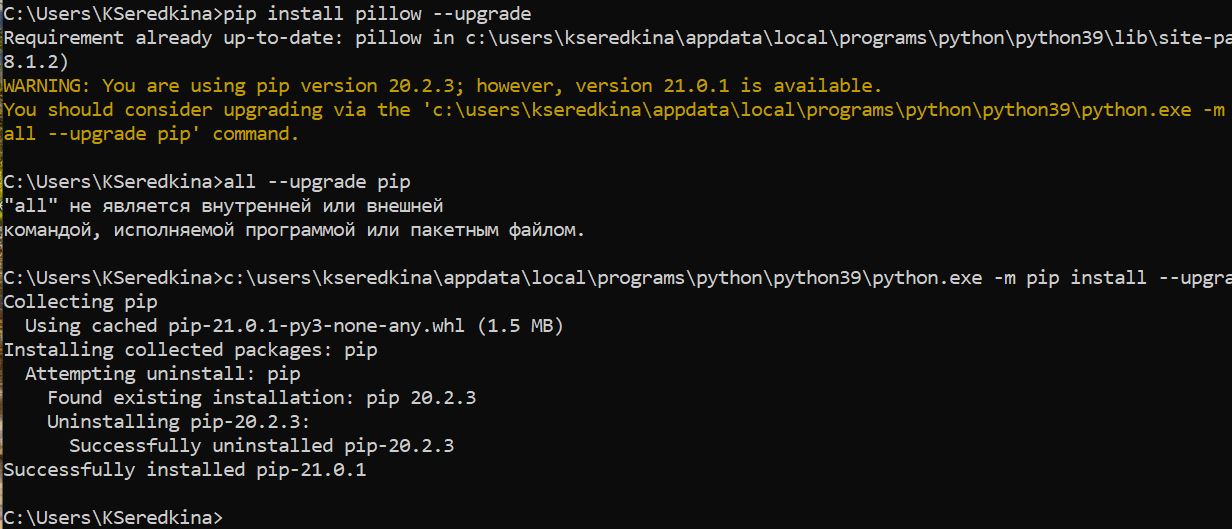 C:\Users\KSeredkina>pip install pillow --upgrade
Requirement already up-to-date: pillow in c:\users\kseredkina\appdata\local\programs\python\python39\lib\site-pa
8.1.2)
WARNING: You are using pip version 20.2.3; however, version 21.0.1 is available.
You should consider upgrading via the 'c:\users\kseredkina\appdata\local\programs\python\python39\python.exe -m
all --upgrade pip' command.
C:\Users\KSeredkina>all --upgrade pip
"all" не является внутренней или внешней
командой, исполняемой программой или пакетным файлом.
C:\Users\KSeredkina>c:\users\kseredkina\appdata\local\programs\python\python39\python.exe -m pip install --upgra
Collecting pip
Using cached pip-21.0.1-py3-none-any.whl (1.5 MB)
Installing collected packages: pip
Attempting uninstall: pip
Found existing installation: pip 20.2.3
Uninstalling pip-20.2.3:
Successfully uninstalled pip-20.2.3
Successfully installed pip-21.0.1
C:\Users\KSeredkina>